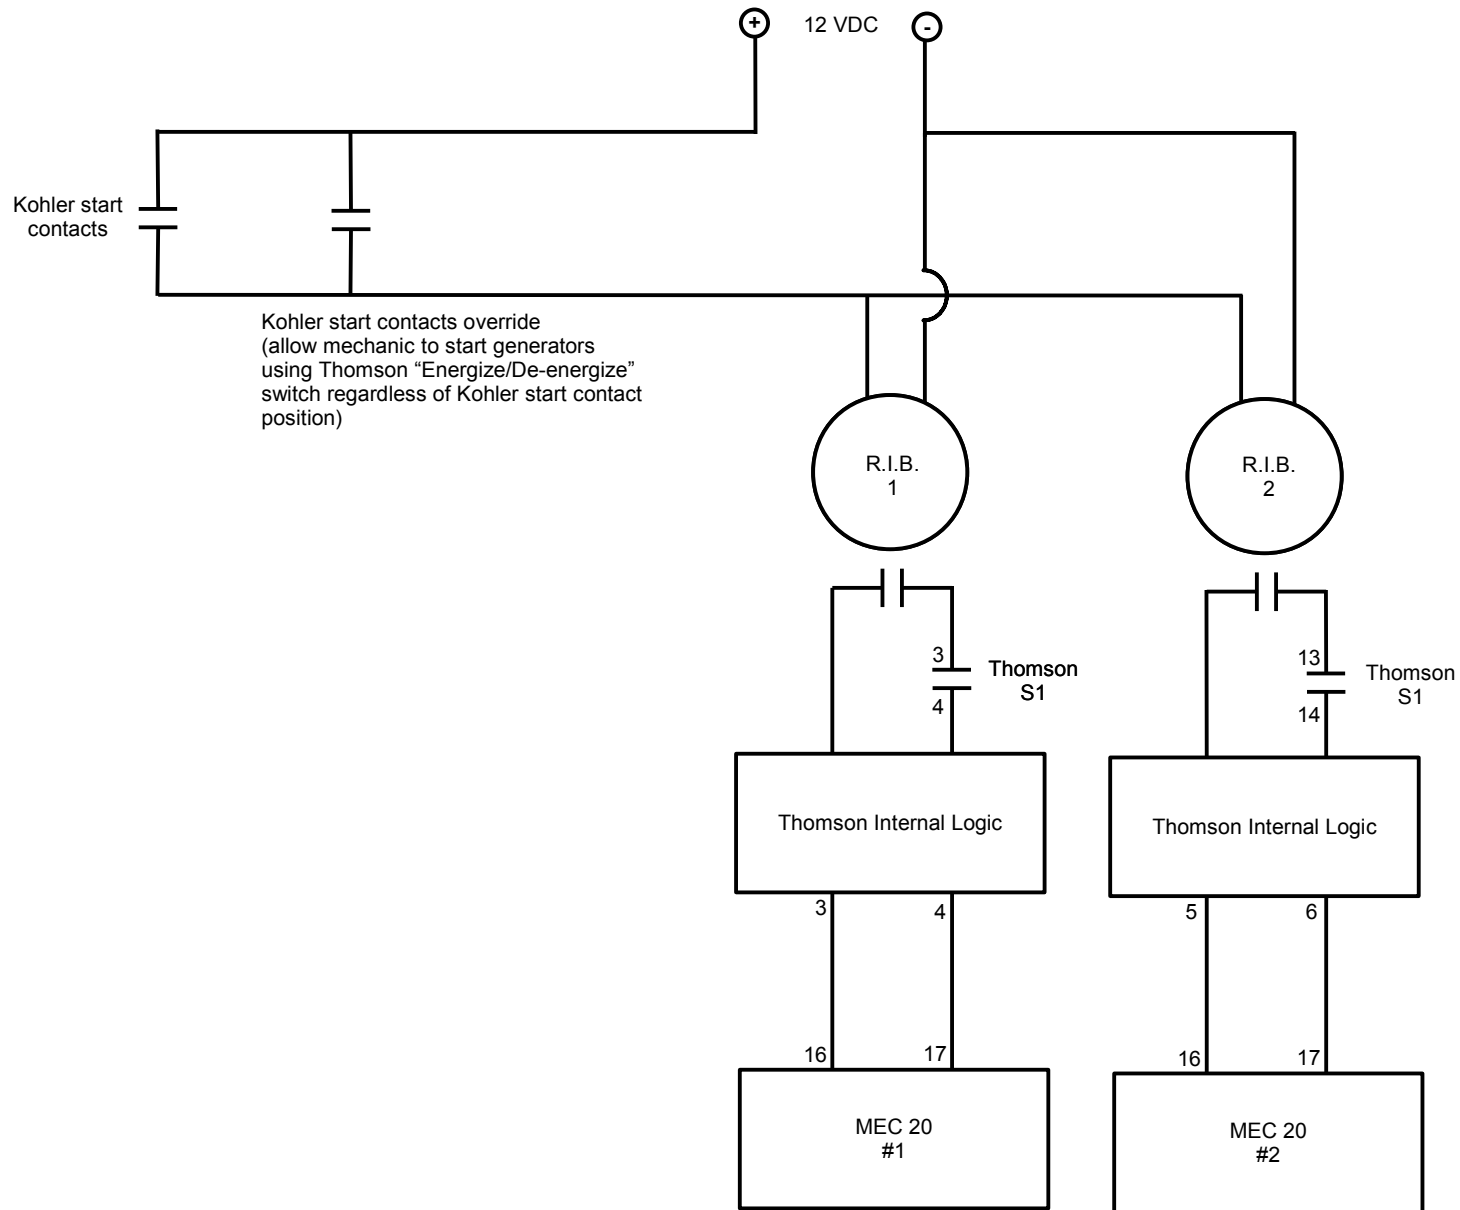 +
12 VDC
-
Kohler start
contacts
Kohler start contacts override
(allow mechanic to start generators
using Thomson “Energize/De-energize”
switch regardless of Kohler start contact
position)
R.I.B.
1
R.I.B.
2
3
4
Thomson
S1
13
14
Thomson
S1
Thomson Internal Logic
Thomson Internal Logic
3
4
5
6
16
17
16
17
MEC 20
#1
MEC 20
#2